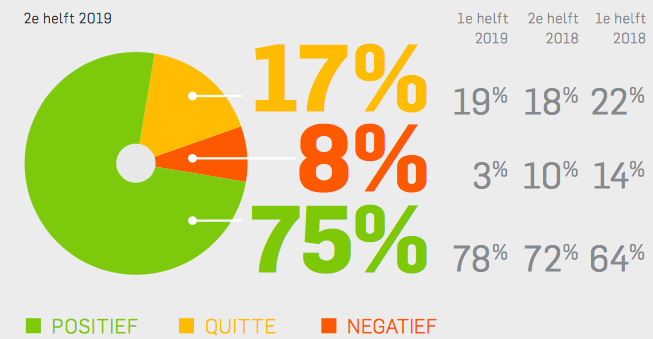 2e helft 2019
1e helft 2e helft 1e helft
2019 2018 2018
17% 19% 18% 22%
8% 3% 10% 14%
75% 78% 72% 64%
POSITIEF QUITTE NEGATIEF